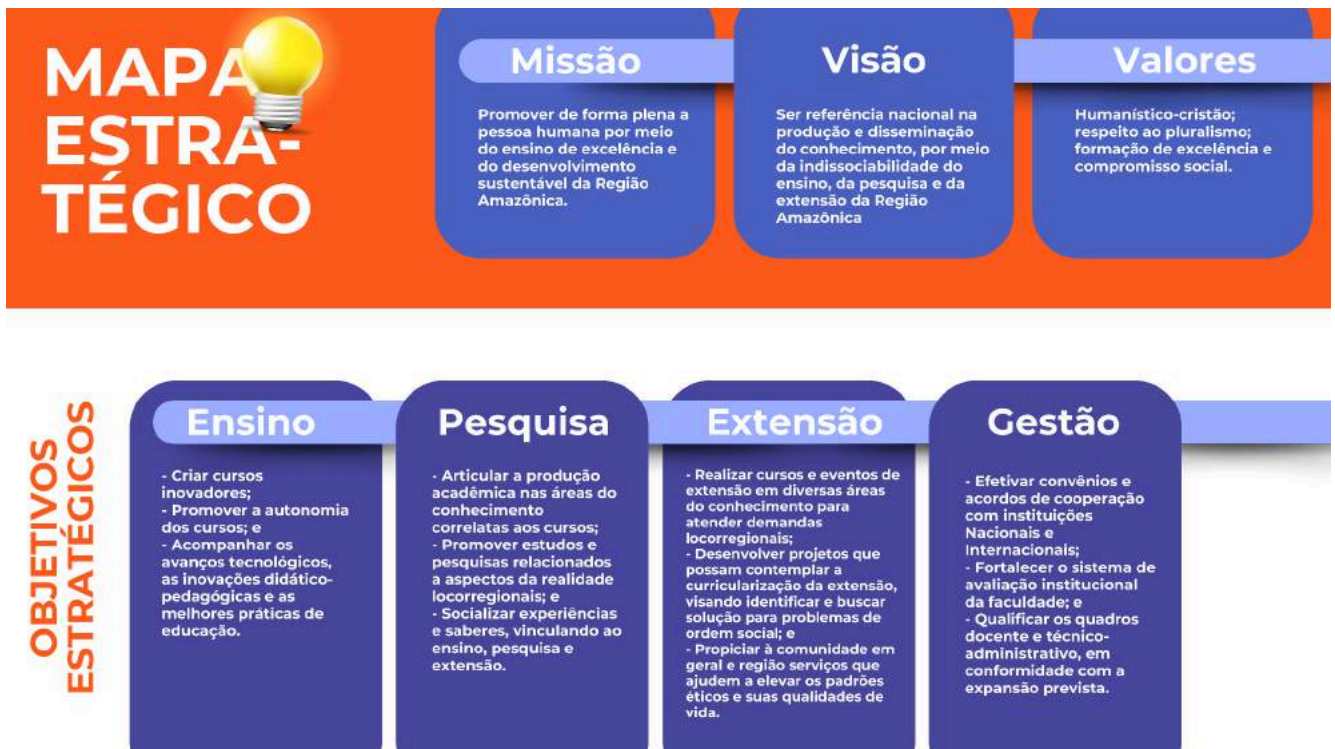 MAPA
ESTRA-
TÉGICO
Missão
Promover de forma plena a
pessoa humana por meio
do ensino de excelência e
do desenvolvimento
sustentável da Região
Amazônica.
Visão
Ser referência nacional na
produção e disseminação
do conhecimento, por meio
da indissociabilidade do
ensino, da pesquisa e da
extensão da Região
Amazônica
Valores
Humanístico-cristão;
respeito ao pluralismo;
formação de excelência e
compromisso social.
OBJETIVOS
ESTRATÉGICOS
Ensino
- Criar cursos
inovadores;
- Promover a autonomia
dos cursos; e
- Acompanhar os
avanços tecnológicos,
as inovações didático-
pedagógicas e as
melhores práticas de
educação.
Pesquisa
- Articular a produção
acadêmica nas áreas do
conhecimento
correlatas aos cursos;
- Promover estudos e
pesquisas relacionados
a aspectos da realidade
locorregionais; e
- Socializar experiências
e saberes, vinculando ao
ensino, pesquisa e
extensão.
Extensão
- Realizar cursos e eventos de
extensão em diversas áreas
do conhecimento para
atender demandas
locorregionais;
- Desenvolver projetos que
possam contemplar a
curricularização da extensão,
visando identificar e buscar
solução para problemas de
ordem social; e
- Propiciar à comunidade em
geral e região serviços que
ajudem a elevar os padrões
éticos e suas qualidades de
vida.
Gestão
- Efetivar convênios e
acordos de cooperação
com instituições
Nacionais e
Internacionais;
- Fortalecer o sistema de
avaliação institucional
da faculdade; e
- Qualificar os quadros
docente e técnico-
administrativo, em
conformidade com a
expansão prevista.